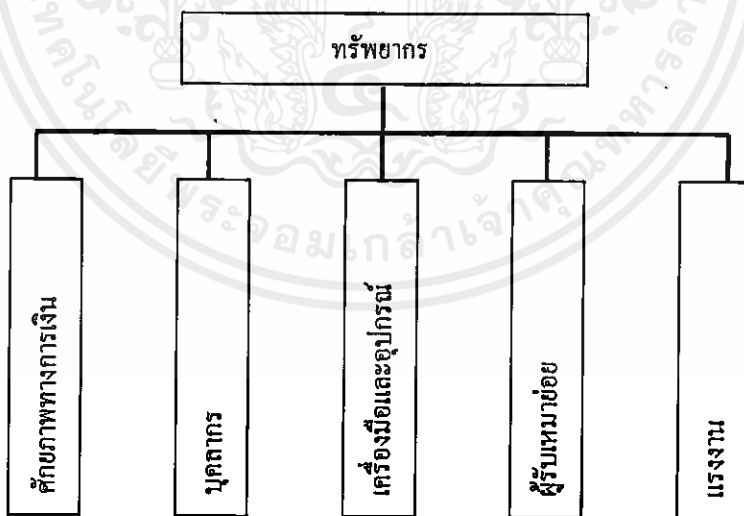 ทรัพยากร
ศักยภาพทางการเงิน
บุคลากร
เครื่องมือและอุปกรณ์
ผู้รับเหมาย่อย
แรงงาน